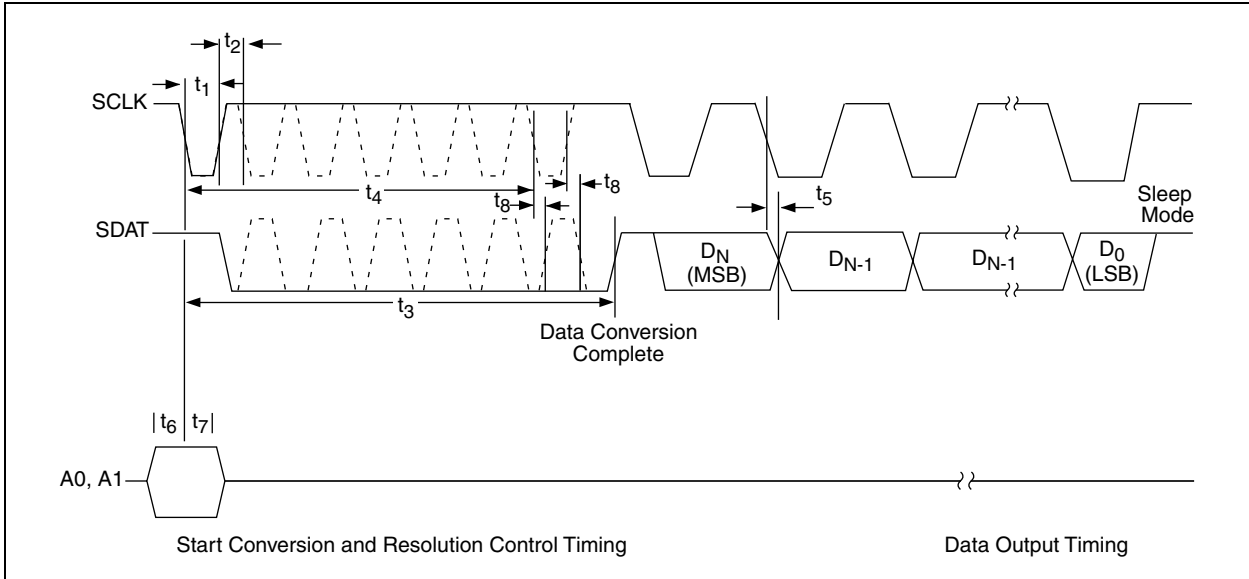 t2
t1
SCLK
t4
t8
t8
t5
Sleep
Mode
SDAT
DN
(MSB)
DN-1
DN-1
D0
(LSB)
t3
Data Conversion
Complete
t6 t7
A0, A1
Start Conversion and Resolution Control Timing
Data Output Timing